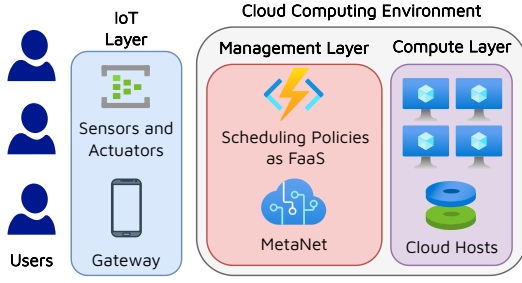 IoT
Layer
Cloud Computing Environment
Management Layer
Compute Layer
Sensors and
Actuators
Scheduling Policies
as FaaS
Users
Gateway
MetaNet
Cloud Hosts